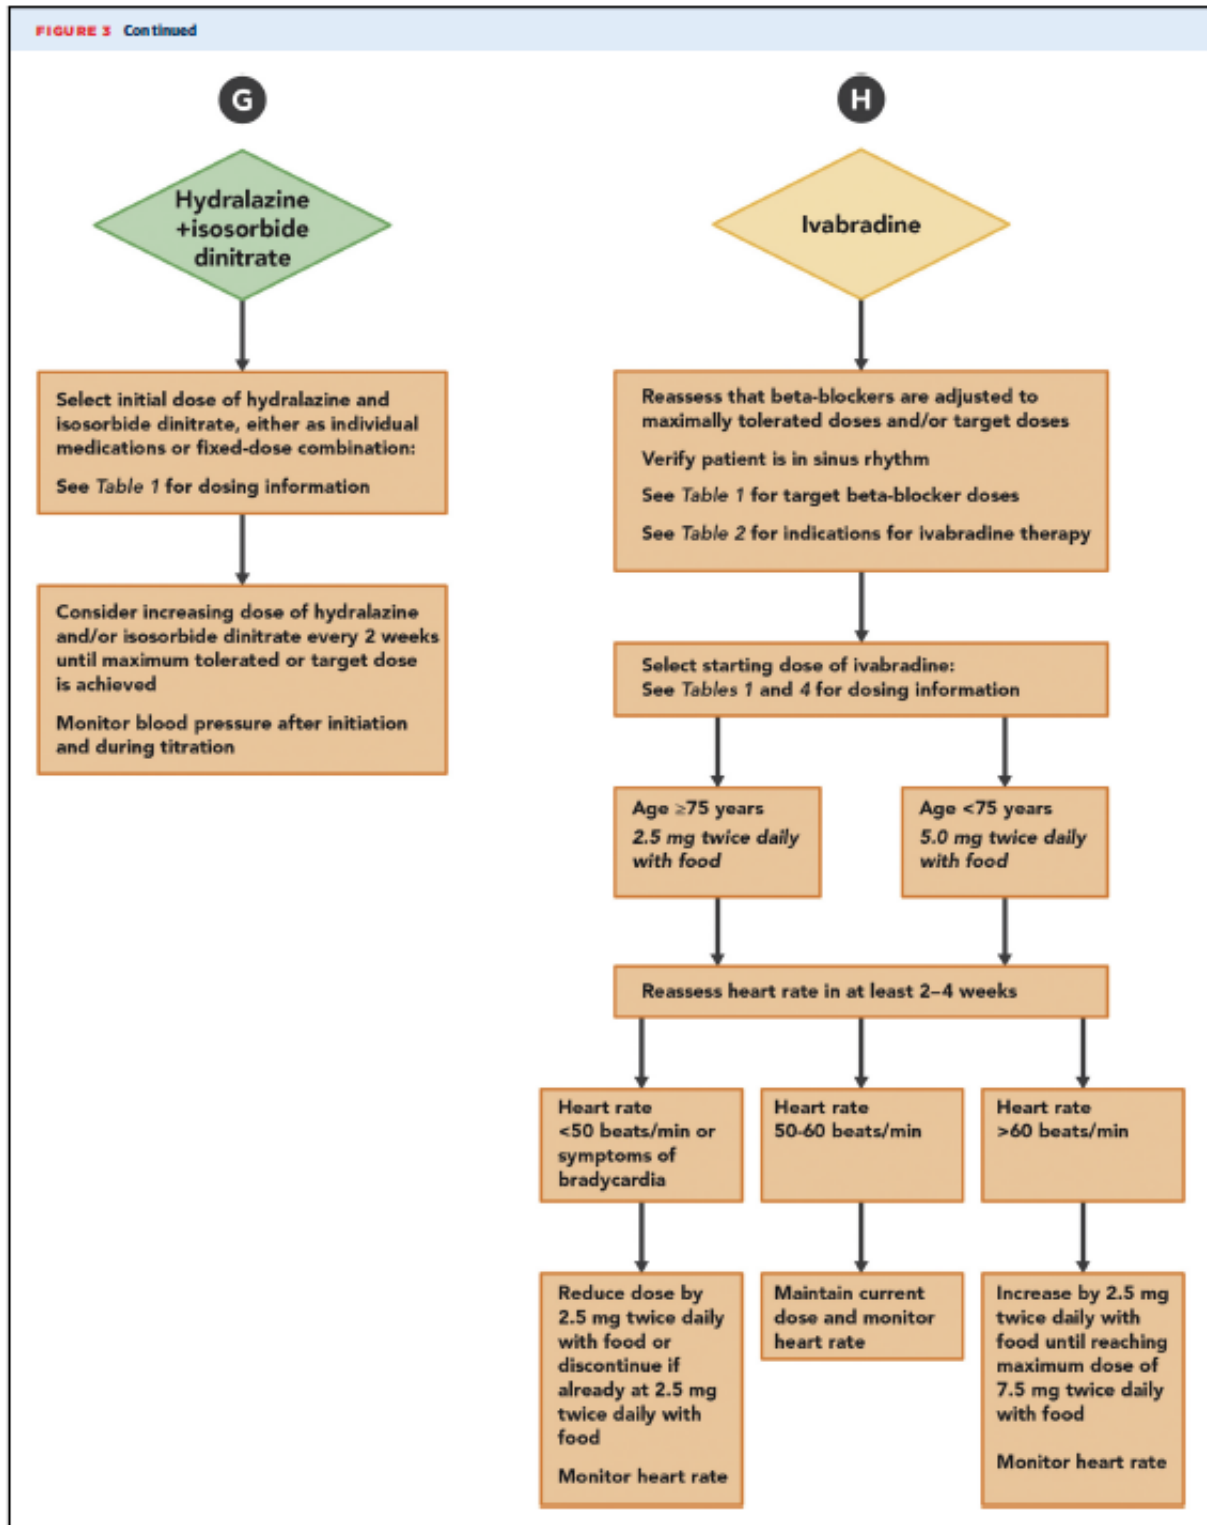 FIGURE 3 Continued
G
Hydralazine
+isosorbide
dinitrate
Select initial dose of hydralazine and
isosorbide dinitrate, either as individual
medications or fixed-dose combination:
See Table 1 for dosing information
Consider increasing dose of hydralazine
and/or isosorbide dinitrate every 2 weeks
until maximum tolerated or target dose
is achieved
Monitor blood pressure after initiation
and during titration
H
Ivabradine
Reassess that beta-blockers are adjusted to
maximally tolerated doses and/or target doses
Verify patient is in sinus rhythm
See Table 1 for target beta-blocker doses
See Table 2 for indications for ivabradine therapy
Select starting dose of ivabradine:
See Tables 1 and 4 for dosing information
Age ≥75 years
2.5 mg twice daily
with food
Age <75 years
5.0 mg twice daily
with food
Reassess heart rate in at least 2–4 weeks
Heart rate
<50 beats/min or
symptoms of
bradycardia
Heart rate
50-60 beats/min
Heart rate
>60 beats/min
Reduce dose by
2.5 mg twice daily
with food or
discontinue if
already at 2.5 mg
twice daily with
food
Monitor heart rate
Maintain current
dose and monitor
heart rate
Increase by 2.5 mg
twice daily with
food until reaching
maximum dose of
7.5 mg twice daily
with food
Monitor heart rate